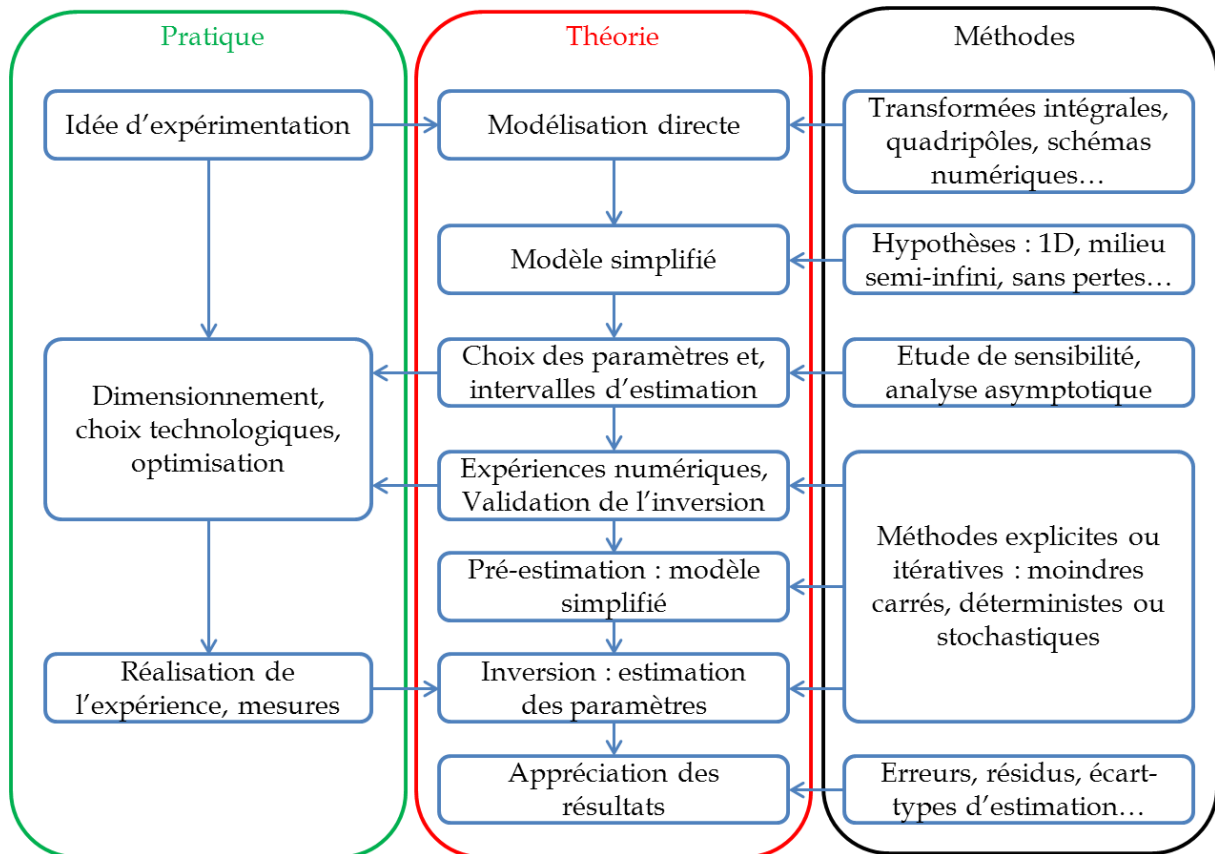 Pratique
Idée d’expérimentation
Dimensionnement,
choix technologiques,
optimisation
Réalisation de
l’expérience, mesures
Théorie
Modélisation directe
Modèle simplifié
Choix des paramètres et,
intervalles d’estimation
Expériences numériques,
Validation de l’inversion
Pré-estimation : modèle
simplifié
Inversion : estimation
des paramètres
Appréciation des
résultats
Méthodes
Transformées intégrales,
quadripôles, schémas
numériques…
Hypothèses : 1D, milieu
semi-infini, sans pertes…
Etude de sensibilité,
analyse asymptotique
Méthodes explicites ou
itératives : moindres
carrés, déterministes ou
stochastiques
Erreurs, résidus, écart-
types d’estimation…